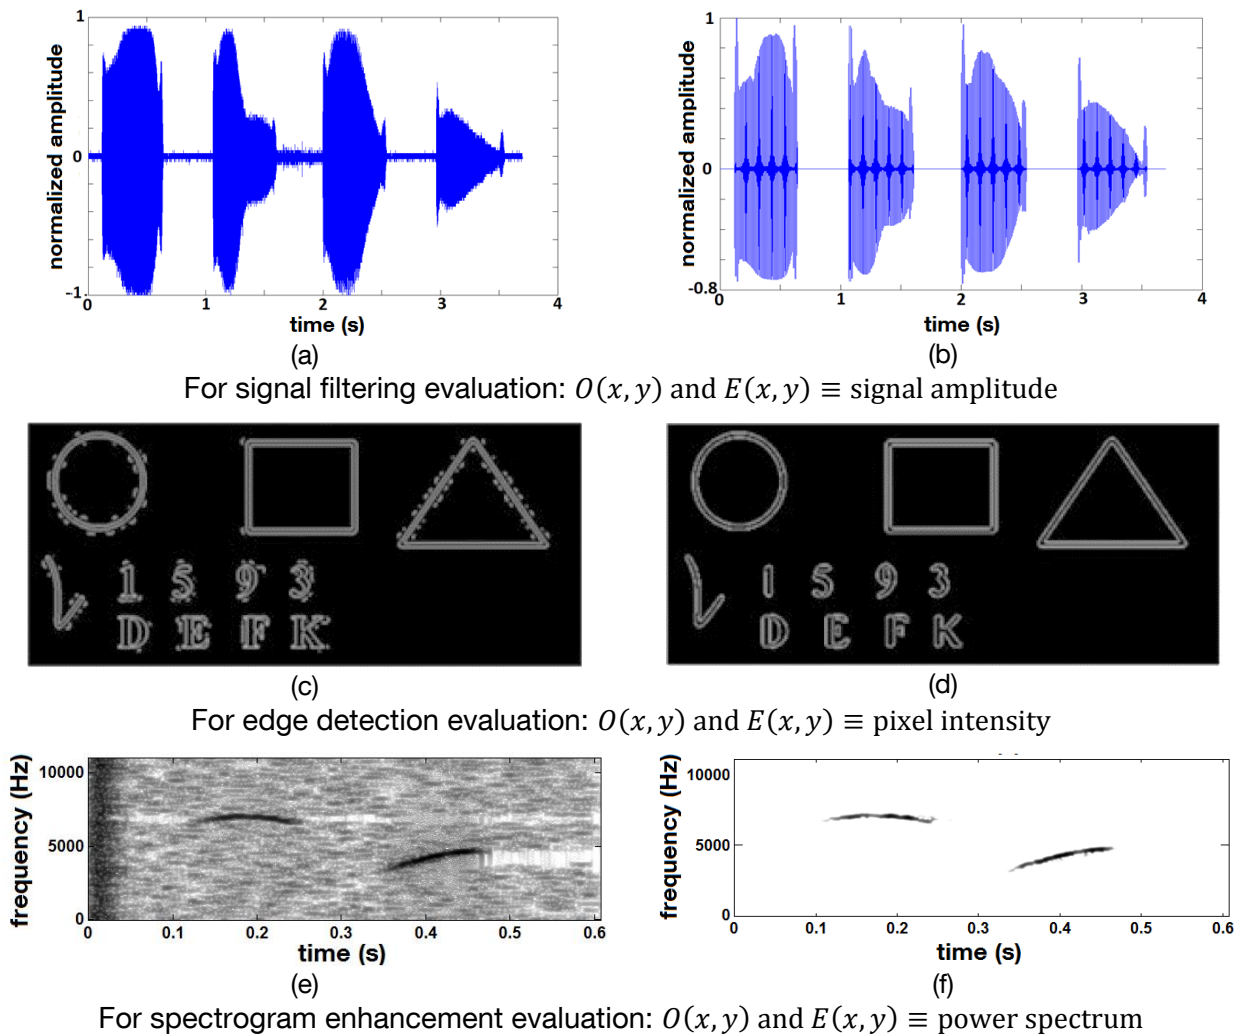 1
normalized amplitude
0
-1.
0 1 2 3 4
time (s)
(a)
1
normalized amplitude
0
-0.8
0 1 2 3 4
time (s)
(b)
For signal filtering evaluation: O(x, y) and E(x, y) ≡ signal amplitude
1 5 9 3
D E F K
(c)
1 5 9 3
D E F K
(d)
For edge detection evaluation: O(x, y) and E(x, y) ≡ pixel intensity
frequency (Hz)
10000
5000
0
0 0.1 0.2 0.3 0.4 0.5 0.6
time (s)
(e)
frequency (Hz)
10000
5000
0
0 0.1 0.2 0.3 0.4 0.5 0.6
time (s)
(f)
For spectrogram enhancement evaluation: O(x, y) and E(x, y) ≡ power spectrum